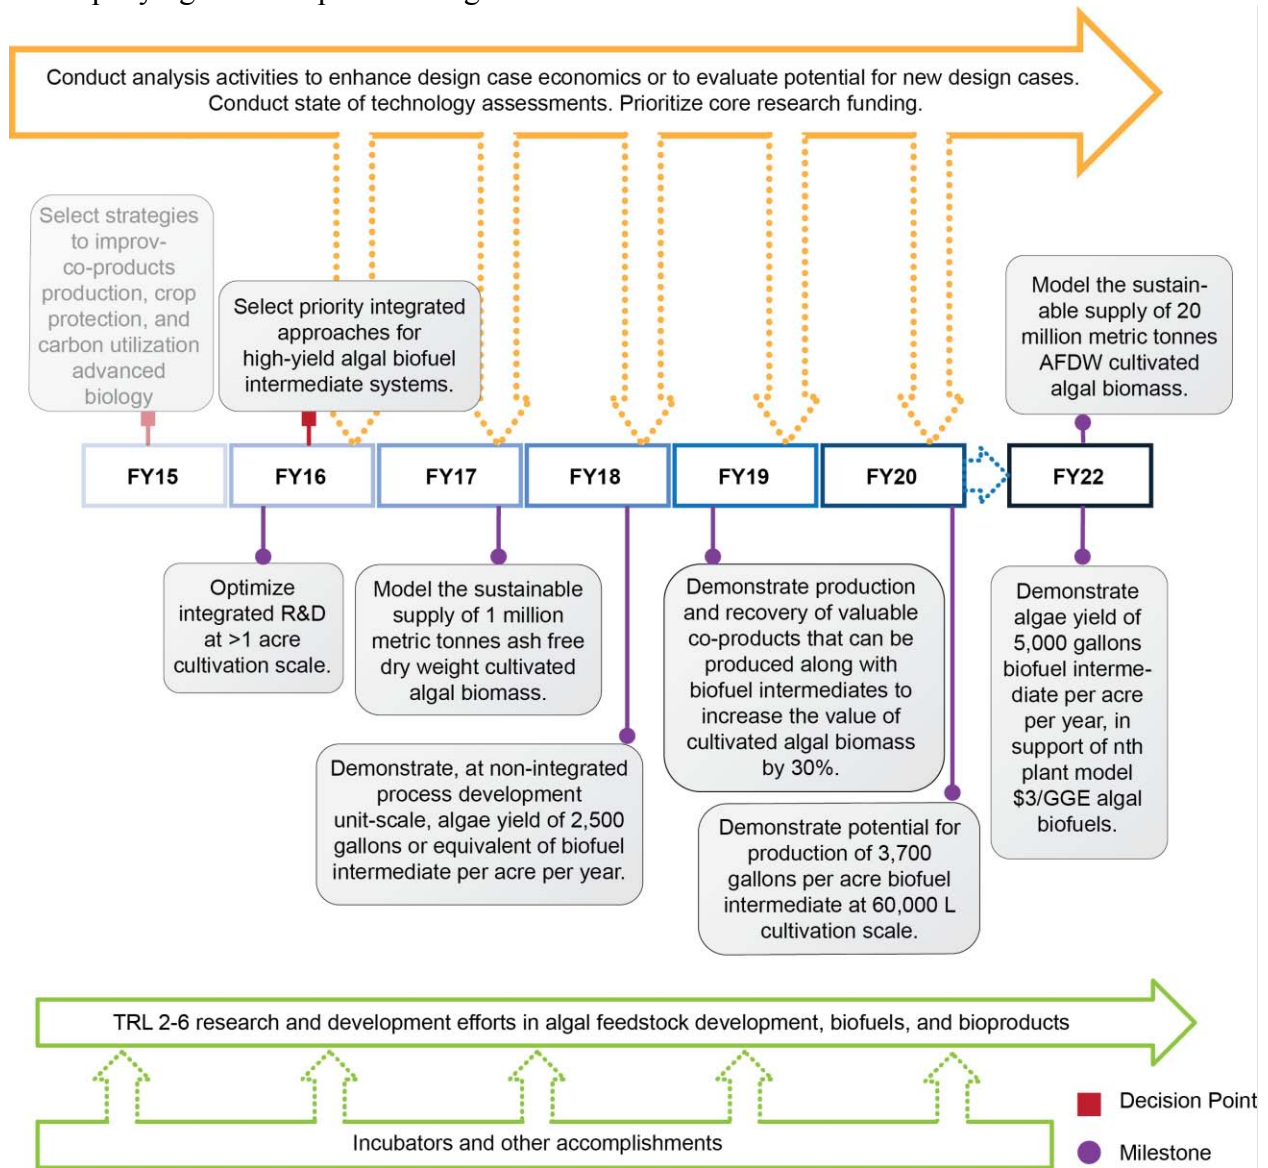 Conduct analysis activities to enhance design case economics or to evaluate potential for new design cases.
Conduct state of technology assessments. Prioritize core research funding.
Select strategies
to improv-
co-products
production, crop
protection, and
carbon utilization
advanced
biology
Select priority integrated
approaches for
high-yield algal biofuel
intermediate systems.
Model the sustain-
able supply of 20
million metric tonnes
AFDW cultivated
algal biomass.
FY15
FY16
FY17
FY18
FY19
FY20
FY22
Optimize
integrated R&D
at >1 acre
cultivation scale.
Model the sustainable
supply of 1 million
metric tonnes ash free
dry weight cultivated
algal biomass.
Demonstrate, at non-integrated
process development
unit-scale, algae yield of 2,500
gallons or equivalent of biofuel
intermediate per acre per year.
Demonstrate production
and recovery of valuable
co-products that can be
produced along with
biofuel intermediates to
increase the value of
cultivated algal biomass
by 30%.
Demonstrate potential for
production of 3,700
gallons per acre biofuel
intermediate at 60,000 L
cultivation scale.
Demonstrate
algae yield of
5,000 gallons
biofuel interme-
diate per acre
per year, in
support of nth
plant model
$3/GGE algal
biofuels.
TRL 2-6 research and development efforts in algal feedstock development, biofuels, and bioproducts
Incubators and other accomplishments
Decision Point
Milestone